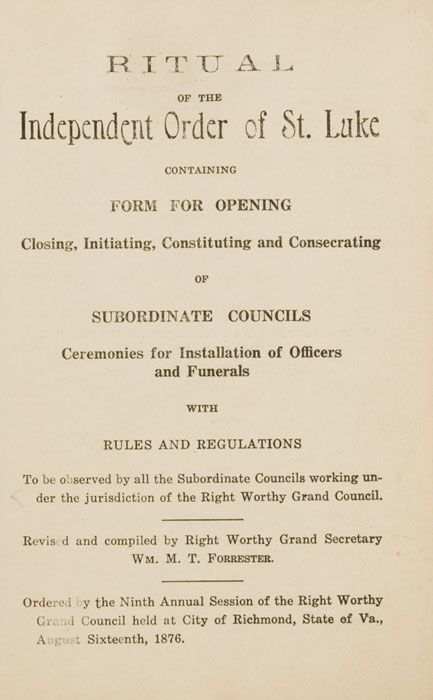 RITUAL
OF THE
Independent Order of St. Luke
CONTAINING
FORM FOR OPENING
Closing, Initiating, Constituting and Consecrating
OF
SUBORDINATE COUNCILS
Ceremonies for Installation of Officers
and Funerals
WITH
RULES AND REGULATIONS
To be observed by all the Subordinate Councils working un-
der the jurisdiction of the Right Worthy Grand Council.
Revised and compiled by Right Worthy Grand Secretary
WM. M. T. FORRESTER.
Ordered by the Ninth Annual Session of the Right Worthy
Grand Council held at City of Richmond, State of Va.,
August Sixteenth, 1876.